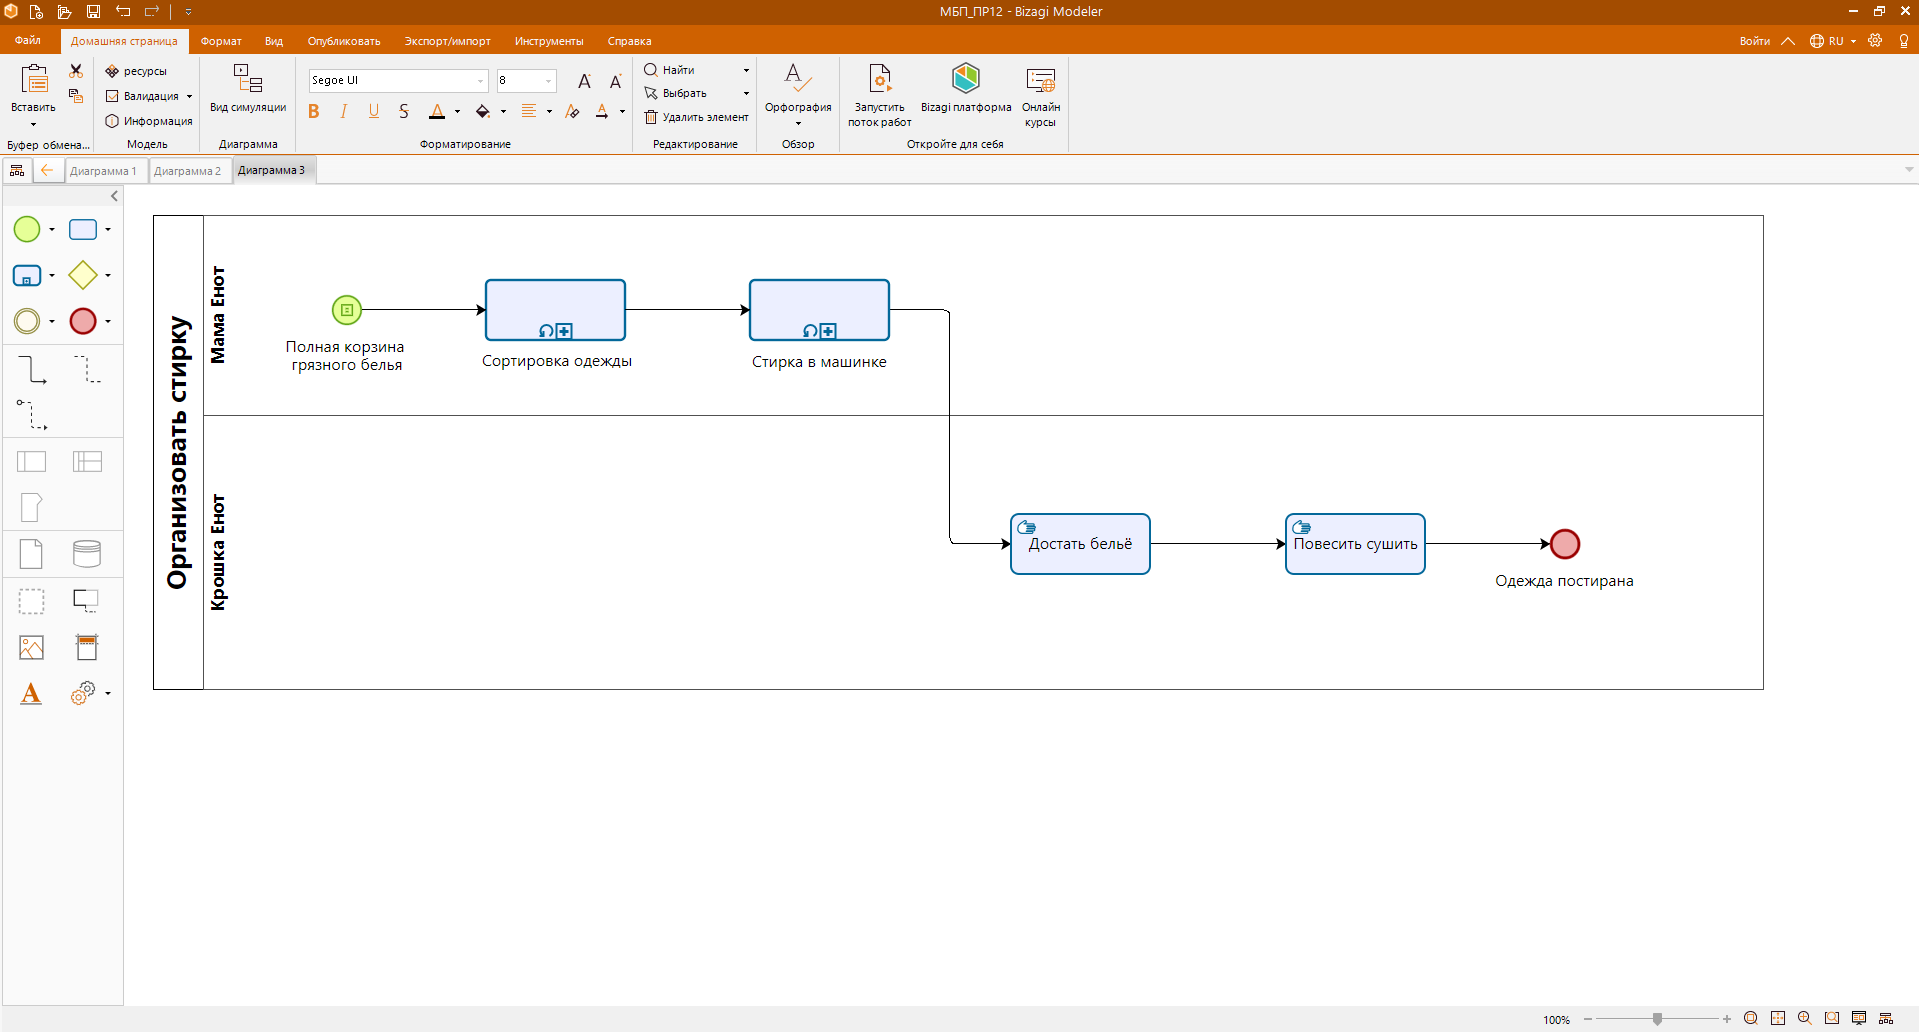 МБП_ПР12 - Bizagi Modeler
Файл
Домашняя страница
Формат
Вид
Опубликовать
Экспорт/импорт
Инструменты
Справка
Войти
RU
Вставить
Буфер обмена...
ресурсы
Валидация
Информация
Модель
Вид симуляции
Диаграмма
Segoe UI
8
Форматирование
Найти
Выбрать
Удалить элемент
Редактирование
Орфография
Обзор
Запустить
поток работ
Bizagi платформа
Онлайн
курсы
Откройте для себя
Диаграмма 1
Диаграмма 2
Диаграмма 3
Организовать стирку
Мама Енот
Полная корзина
грязного белья
Сортировка одежды
Стирка в машинке
Крошка Енот
Достать бельё
Повесить сушить
Одежда постирана
100%